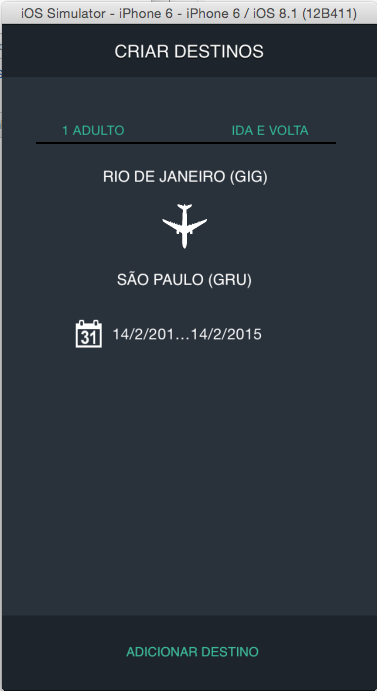 iOS Simulator - iPhone 6 - iPhone 6 / iOS 8.1 (12B411)
CRIAR DESTINOS
1 ADULTO IDA E VOLTA
RIO DE JANEIRO (GIG)
SÃO PAULO (GRU)
31 14/2/201...14/2/2015
ADICIONAR DESTINO